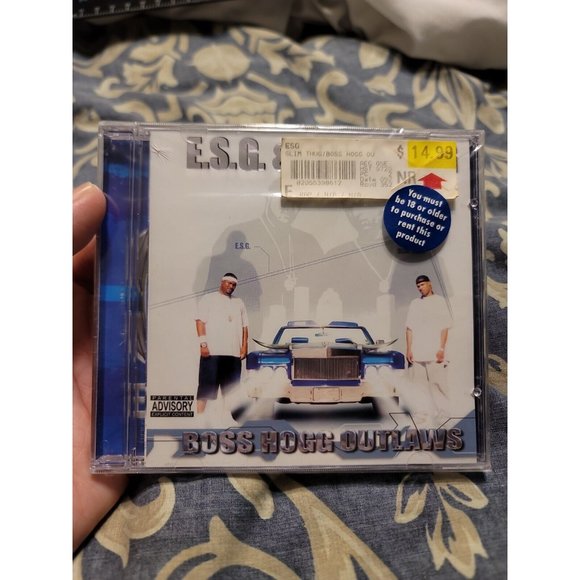 E.S.G. &
ESG
SLIM THUG/BOSS HOGG OU
$ 14.99
NR
You must
be 18 or older
to purchase or
rent this
product
E.S.G.
PARENTAL
ADVISORY
EXPLICIT CONTENT
BOSS HOGG OUTLAWS